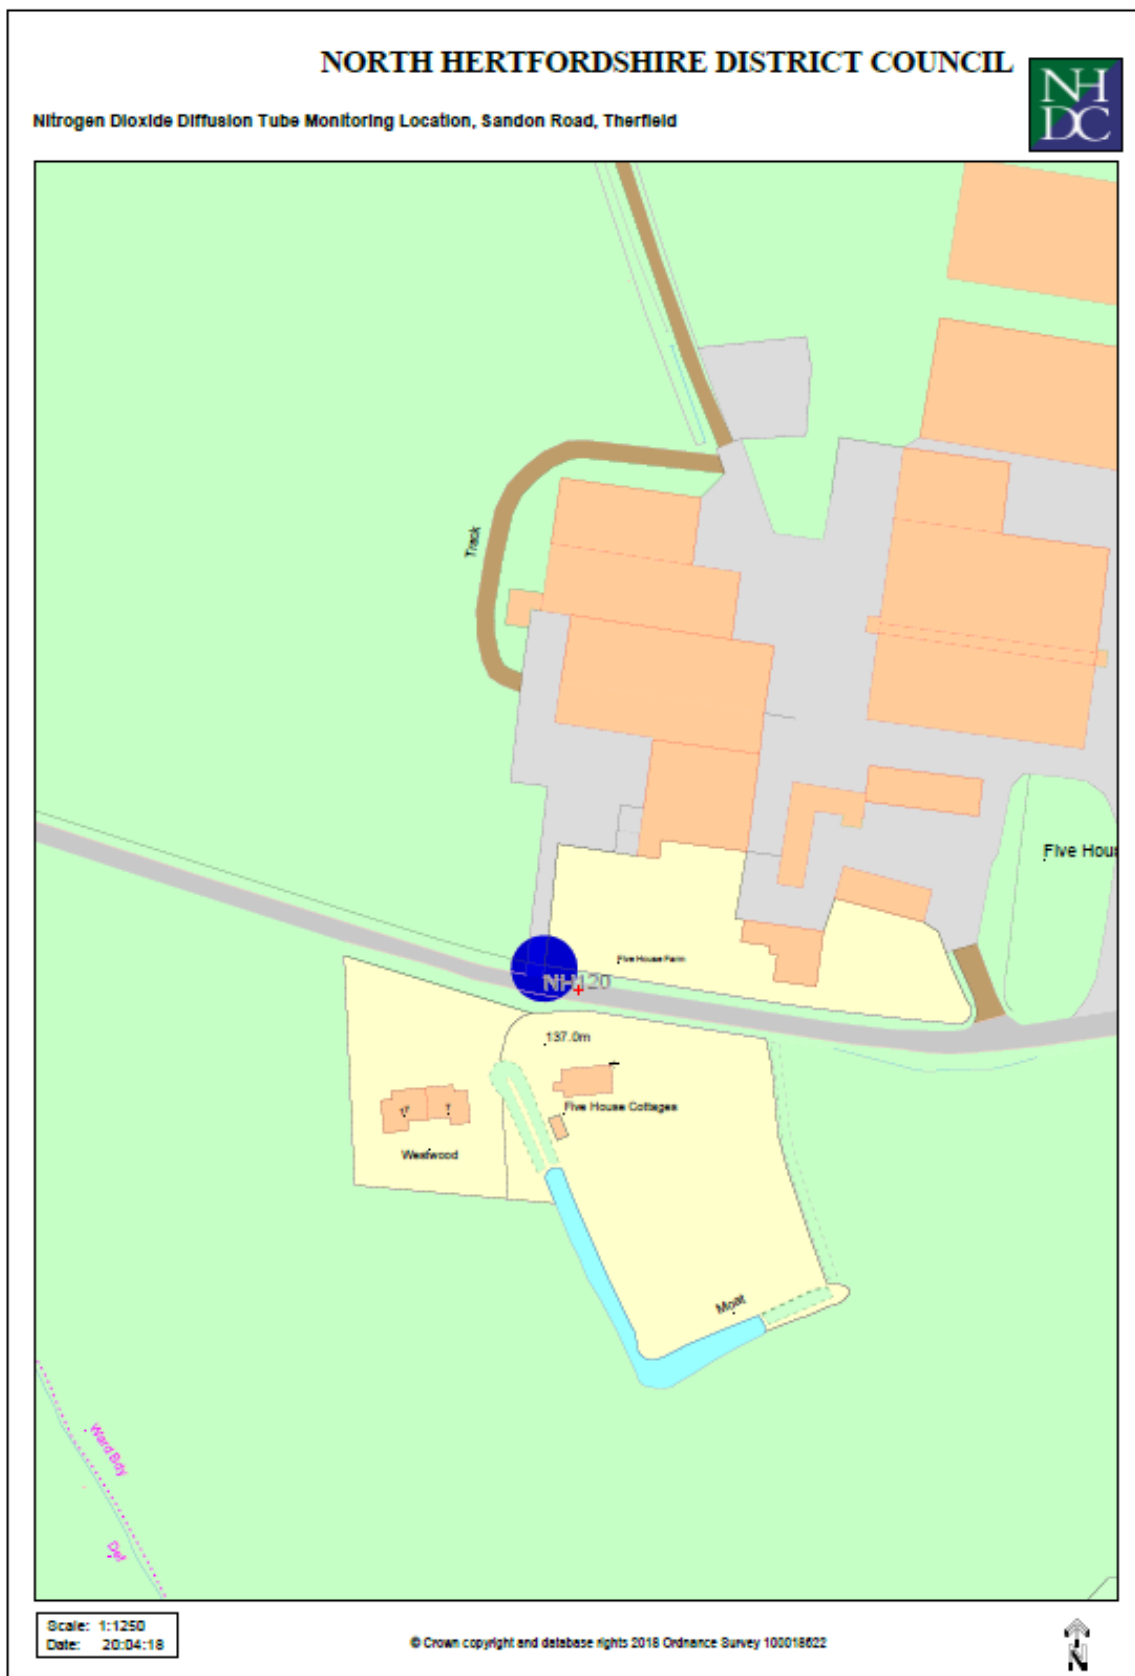 NORTH HERTFORDSHIRE DISTRICT COUNCIL
NH
DC
Nitrogen Dioxide Diffusion Tube Monitoring Location, Sandon Road, Therfield
Track
Five Hou
Five House Farm
NH120
137.0m
Five House Cottages
Westwood
Moat
Ward Bdy
Def
Scale: 1:1250
Date: 20:04:18
© Crown copyright and database rights 2018 Ordnance Survey 100018622
N